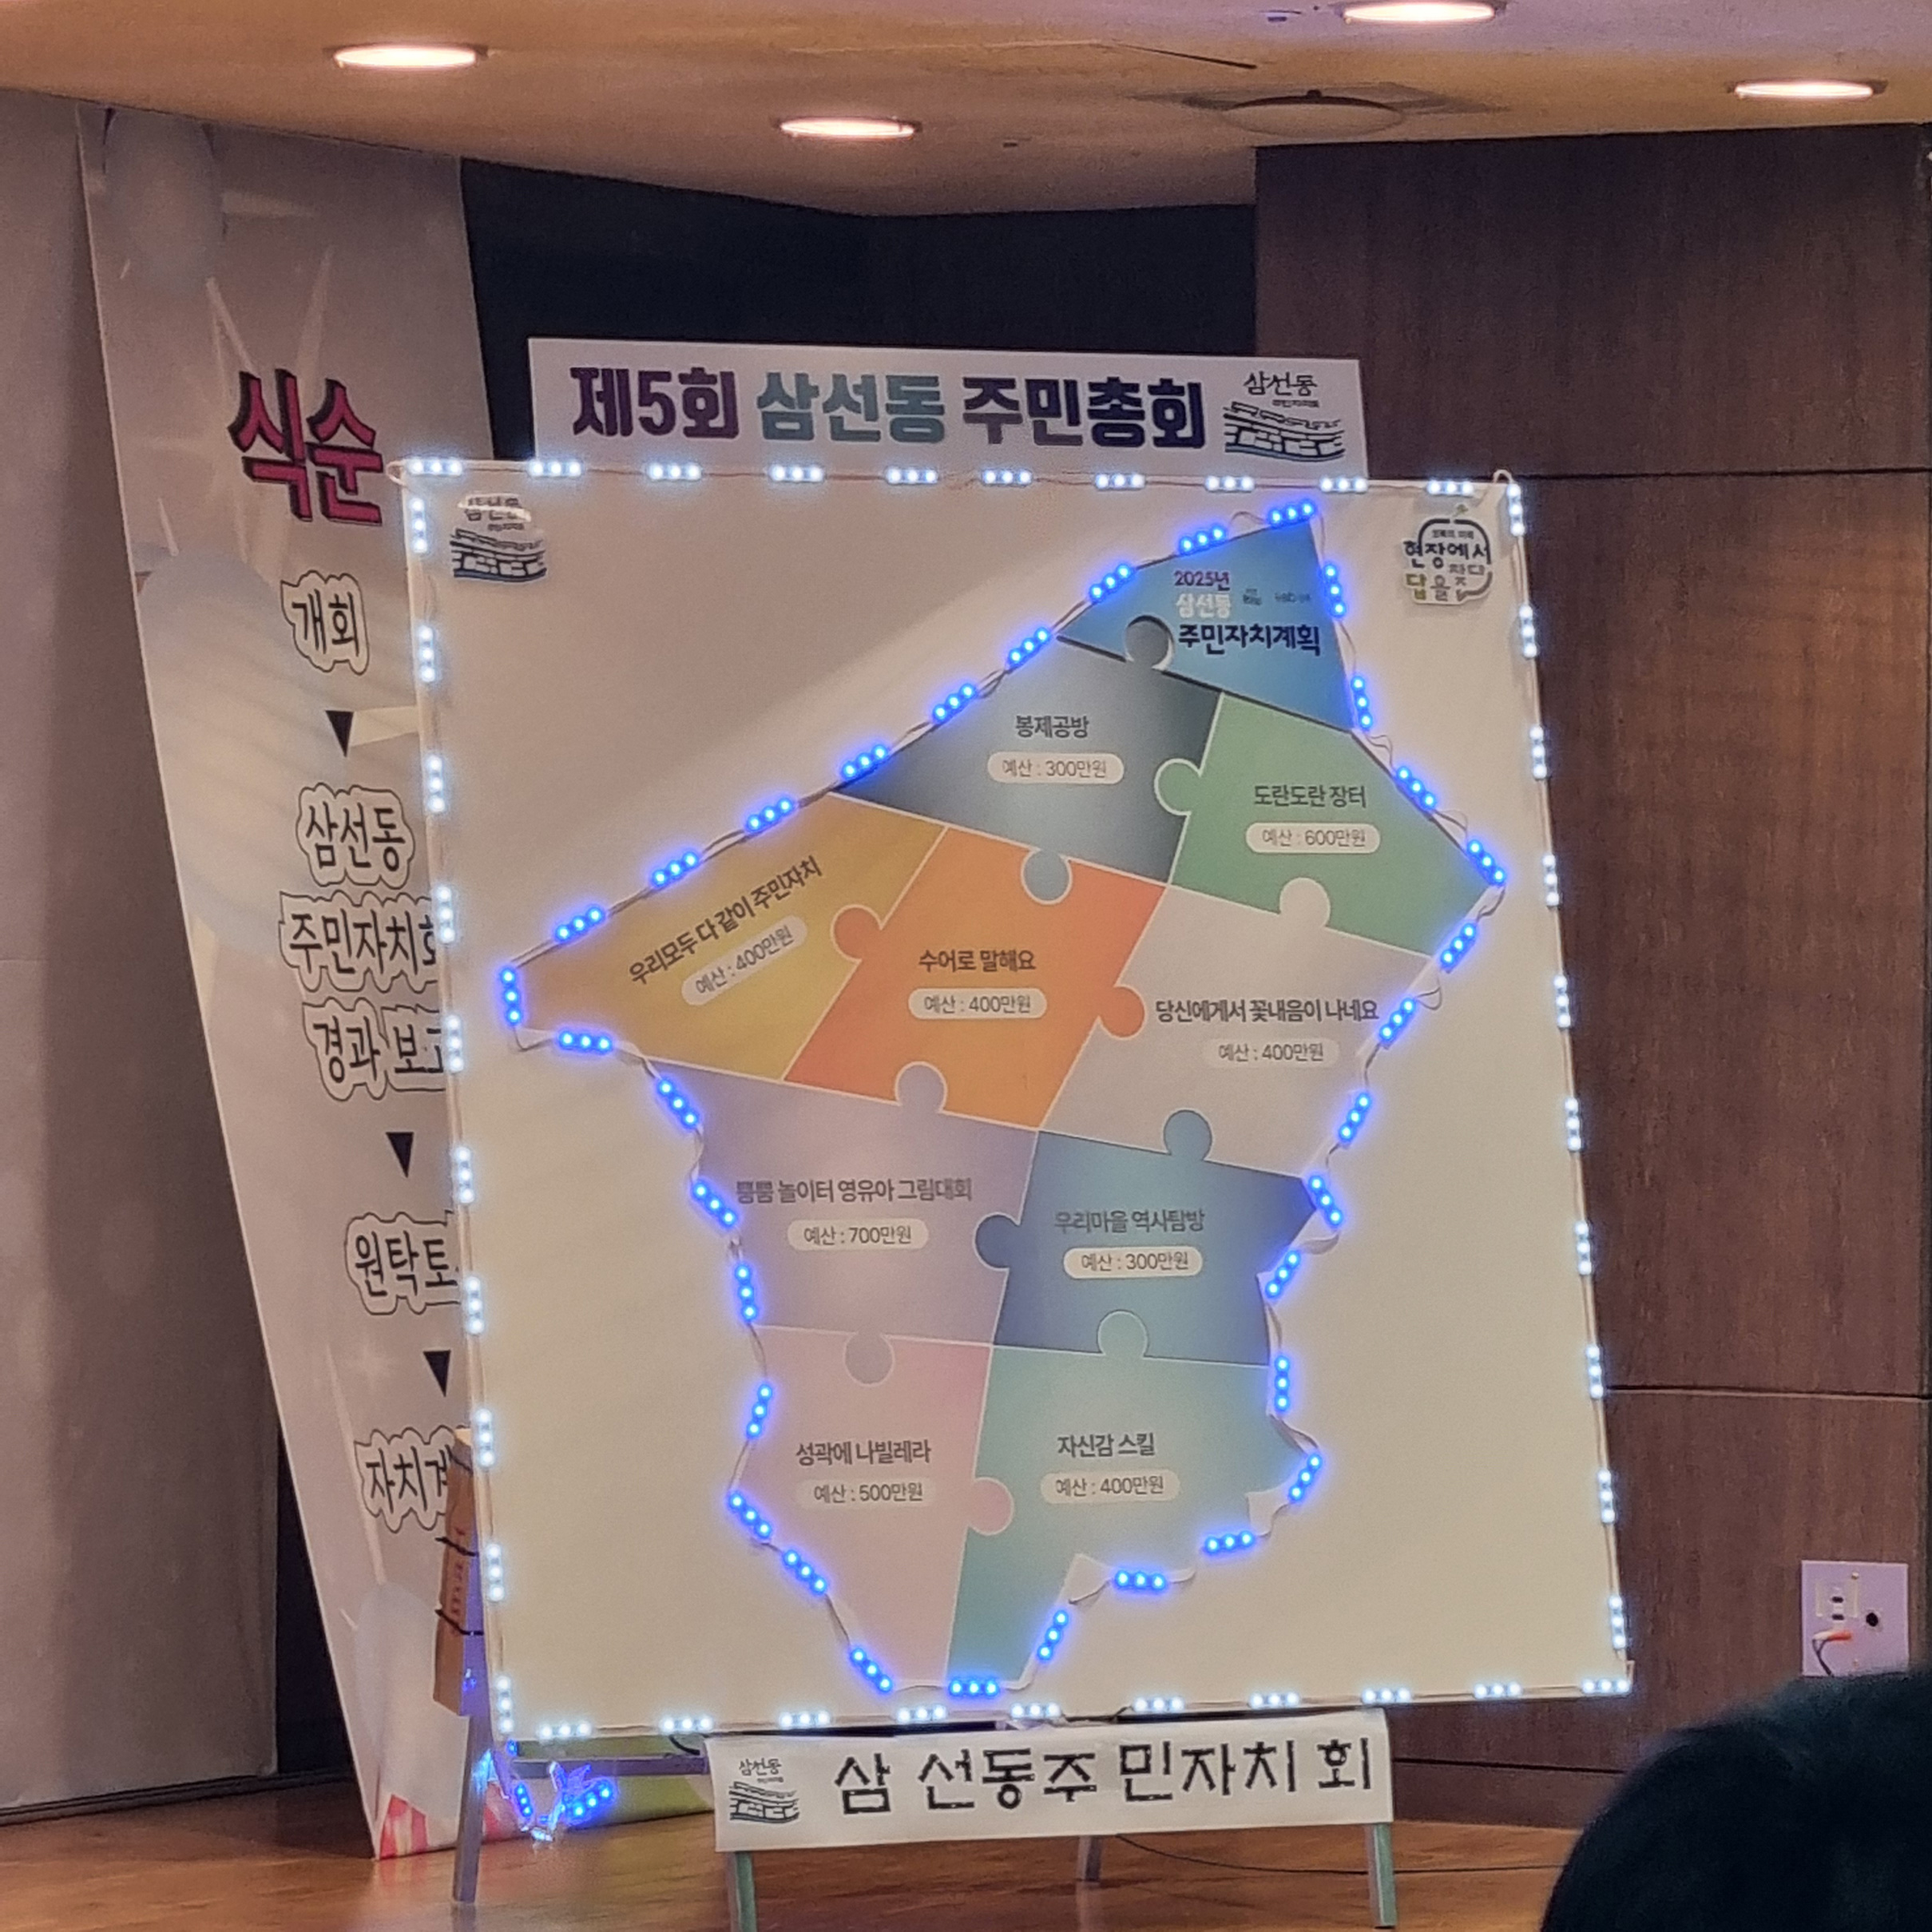 제5회 삼선동 주민총회
삼선동
식순
개회
삼선동
주민자치회
경과 보고
원탁토
자치계
현장에서
답을
2025년
삼선동
주민자치계획
봉제공방
예산 : 300만원
도란도란 장터
예산 : 600만원
우리모두 다 같이 주민자치
예산 : 400만원
수어로 말해요
예산 : 400만원
당신에게서 꽃내음이 나네요
예산 : 400만원
뿜뿜 놀이터 영유아 그림대회
예산 : 700만원
우리마을 역사탐방
예산 : 300만원
성곽에 나빌레라
예산 : 500만원
자신감 스킬
예산 : 400만원
삼선동
삼 선동주 민자치 회